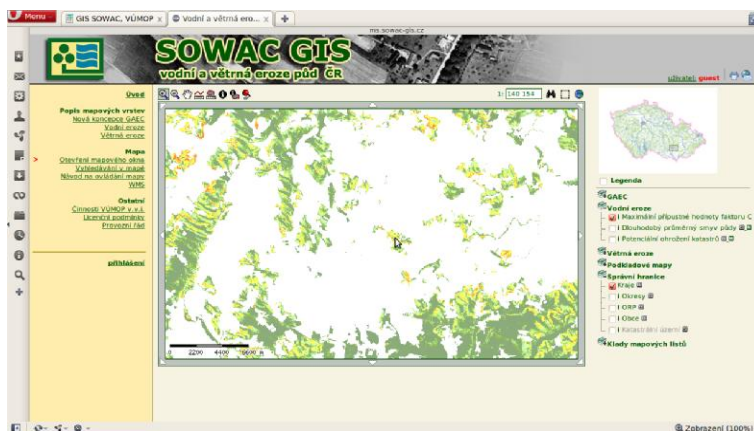 Menu
GIS SOWAC, VÚMOP
Vodní a větrná ero...
ms.sowac-gis.cz
SOWAC GIS
vodní a větrná eroze půd ČR
uživatel: guest
Úvod
Popis mapových vrstev
Nová koncepce GAEC
Vodní eroze
Větrná eroze
Mapa
Otevření mapového okna
Vyhledávání v mapě
Návod na ovládání mapy
WMS
Ostatní
Činnosti VÚMOP v.v.i.
Licenční podmínky
Provozní řád
přihlášení
1: 140 154
0 2200 4400 6600 m
Legenda
GAEC
Vodní eroze
Maximální přípustné hodnoty faktoru C
Dlouhodobý průměrný smyv půdy
Potenciální ohrožení katastrů
Větrná eroze
Podkladové mapy
Správní hranice
Kraje
Okresy
ORP
Obce
Katastrální území
Klady mapových listů
Zobrazení (100%)